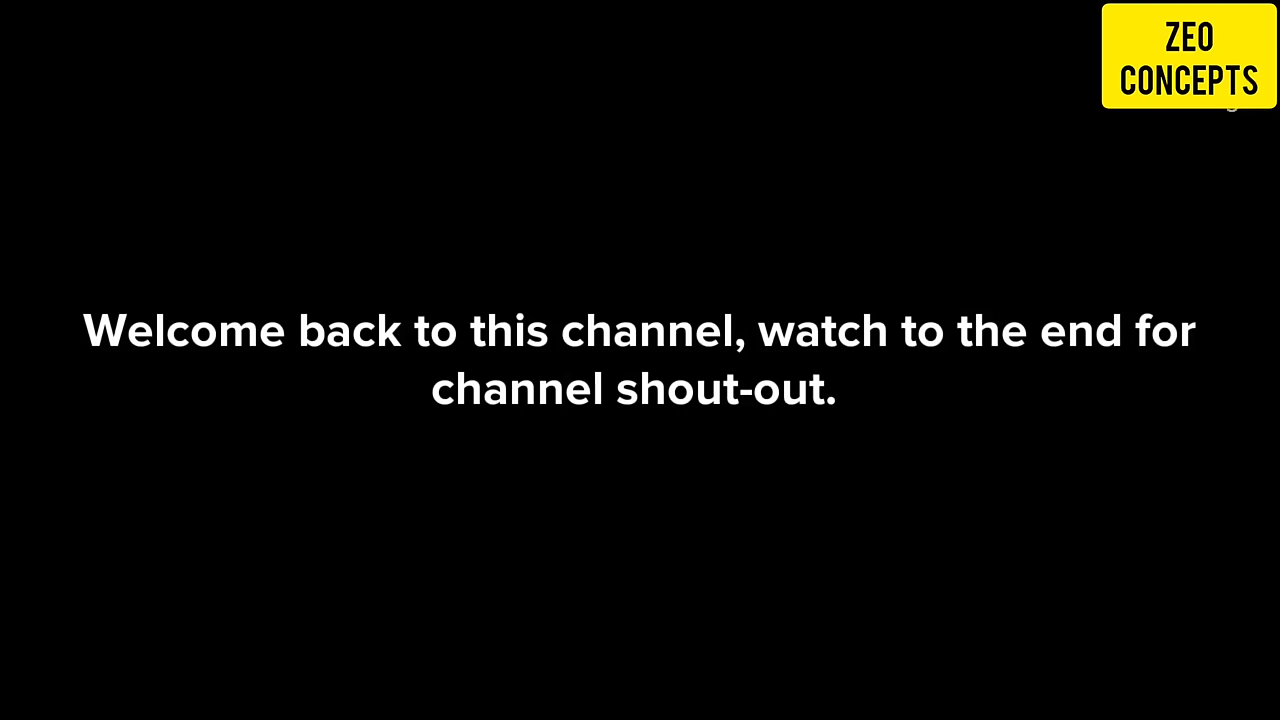 ZEO
CONCEPTS
Welcome back to this channel, watch to the end for
channel shout-out.